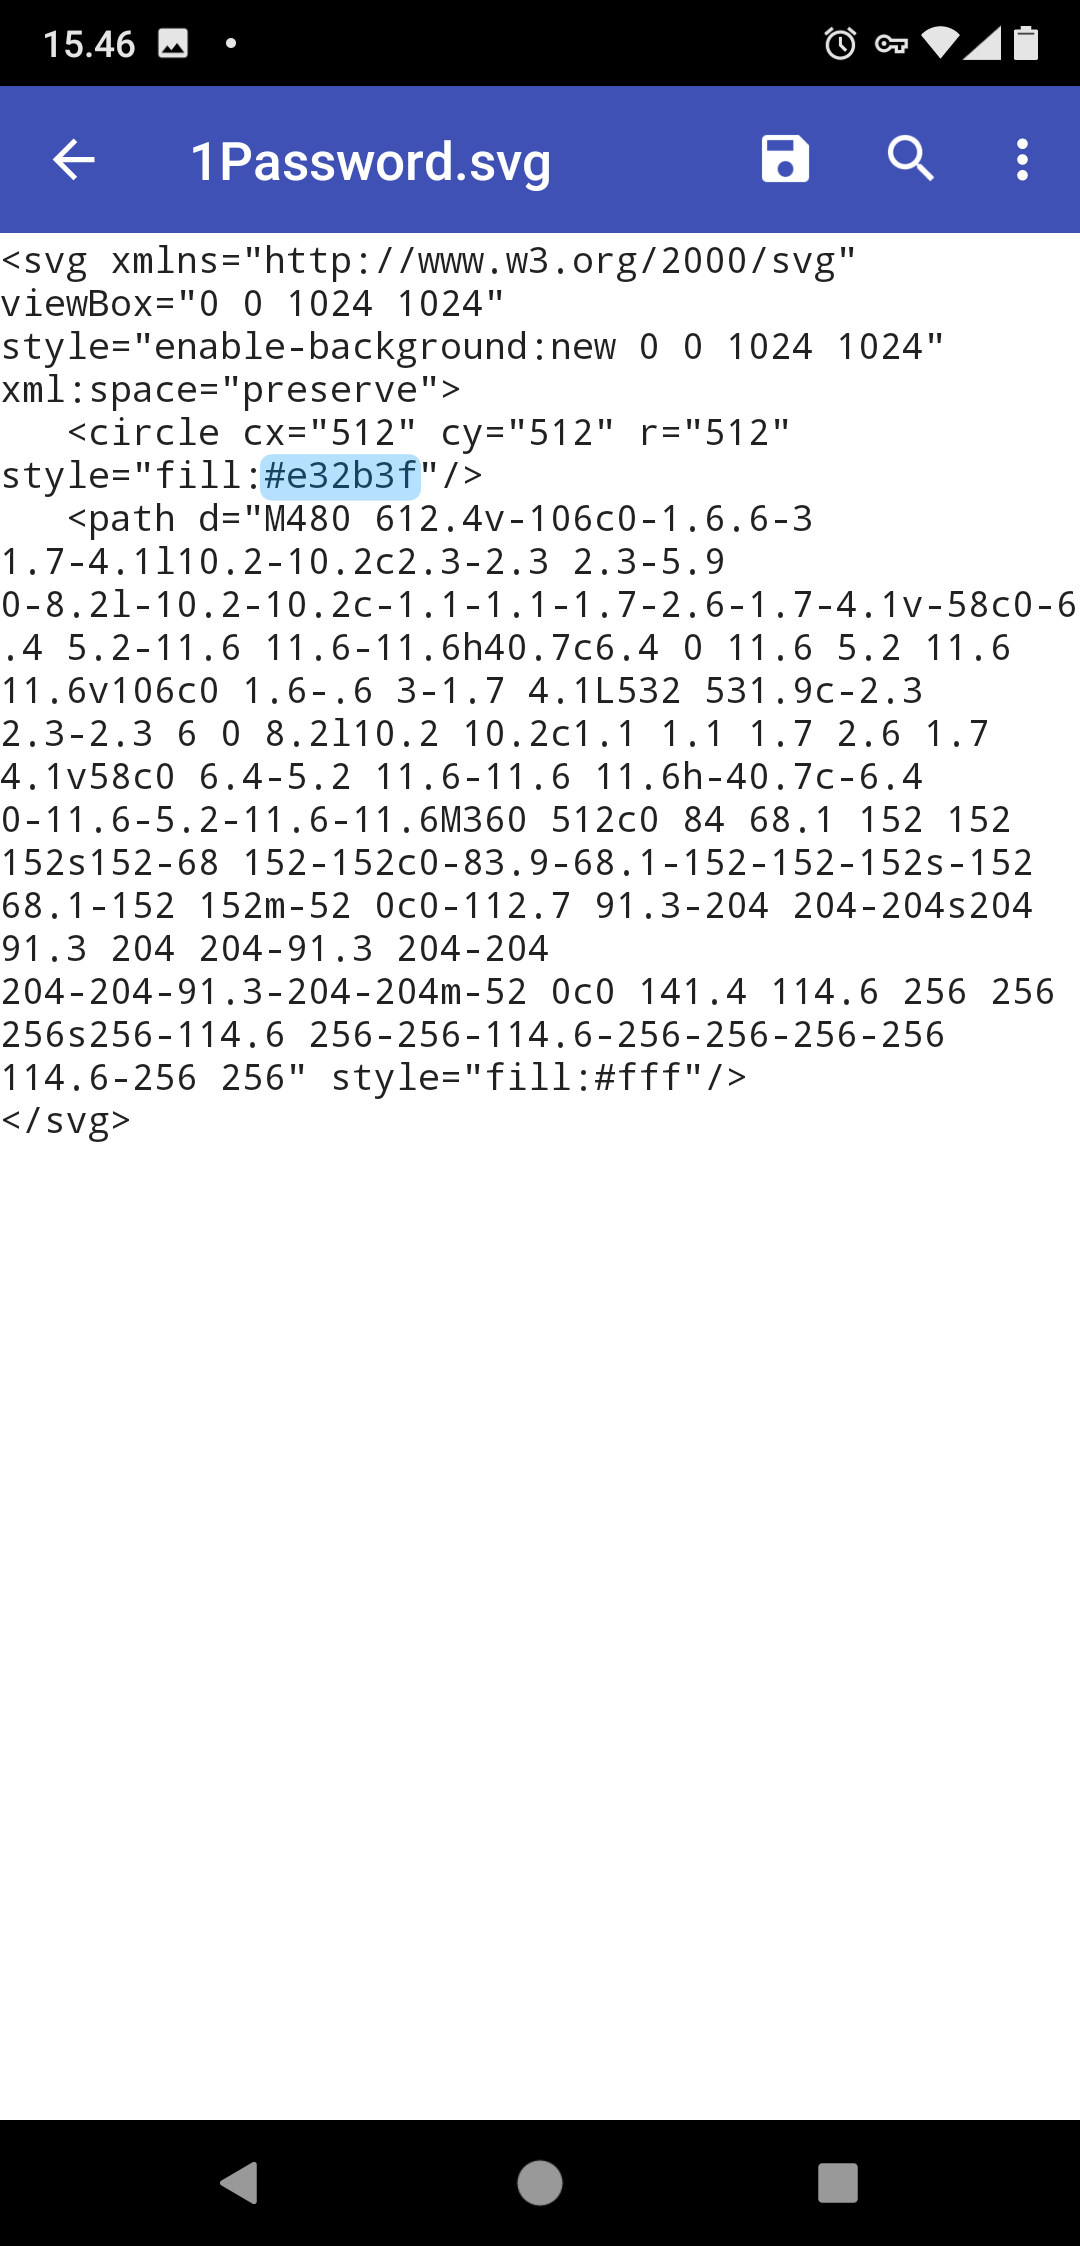 15.46
1Password.svg
<svg xmlns="http://www.w3.org/2000/svg"
viewBox="0 0 1024 1024"
style="enable-background:new 0 0 1024 1024"
xml:space="preserve">
   <circle cx="512" cy="512" r="512"
style="fill:#e32b3f"/>
   <path d="M480 612.4v-106c0-1.6.6-3
1.7-4.1l10.2-10.2c2.3-2.3 2.3-5.9
0-8.2l-10.2-10.2c-1.1-1.1-1.7-2.6-1.7-4.1v-58c0-6
.4 5.2-11.6 11.6-11.6h40.7c6.4 0 11.6 5.2 11.6
11.6v106c0 1.6-.6 3-1.7 4.1L532 531.9c-2.3
2.3-2.3 6 0 8.2l10.2 10.2c1.1 1.1 1.7 2.6 1.7
4.1v58c0 6.4-5.2 11.6-11.6 11.6h-40.7c-6.4
0-11.6-5.2-11.6-11.6M360 512c0 84 68.1 152 152
152s152-68 152-152c0-83.9-68.1-152-152-152s-152
68.1-152 152m-52 0c0-112.7 91.3-204 204-204s204
91.3 204 204-91.3 204-204
204-204-91.3-204-204m-52 0c0 141.4 114.6 256 256
256s256-114.6 256-256-114.6-256-256-256-256
114.6-256 256" style="fill:#fff"/>
</svg>